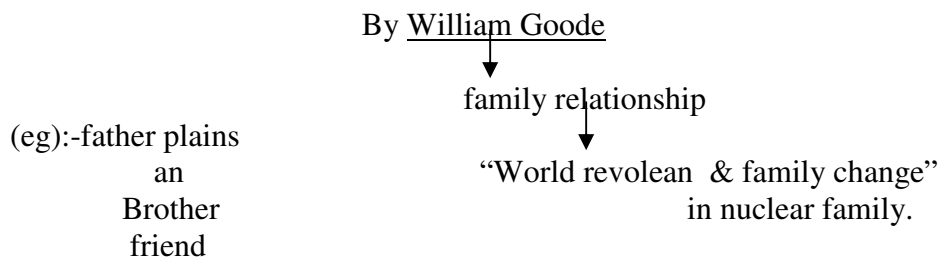 By William Goode
family relationship
(eg):-father plains
an
Brother
friend
“World revolean & family change”
in nuclear family.